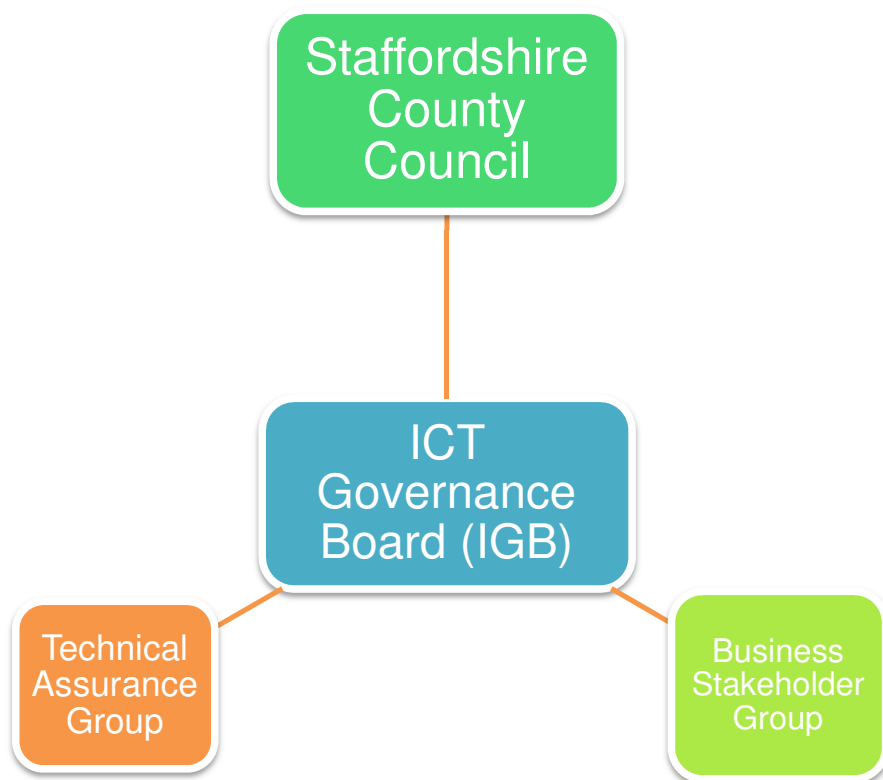 Staffordshire
County
Council
ICT
Governance
Board (IGB)
Technical
Assurance
Group
Business
Stakeholder
Group